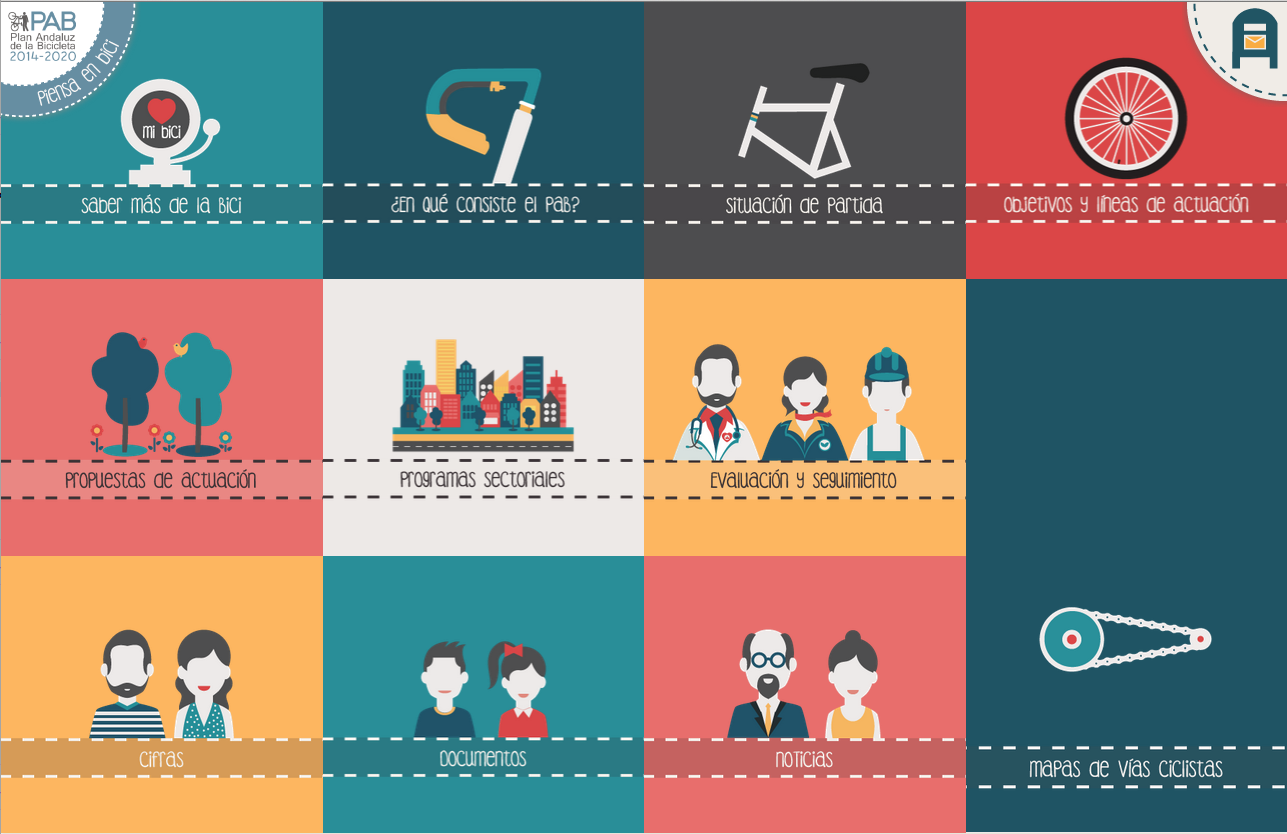 PAB
Plan Andaluz
de la Bicicleta
2014-2020
Piensa en bici
mi bici
Saber más de la Bici
¿En qué consiste el PAB?
Situación de Partida
Objetivos y líneas de actuación
Propuestas de actuación
Programas sectoriales
Evaluación y seguimiento
Cifras
Documentos
Noticias
Mapas de Vías Ciclistas